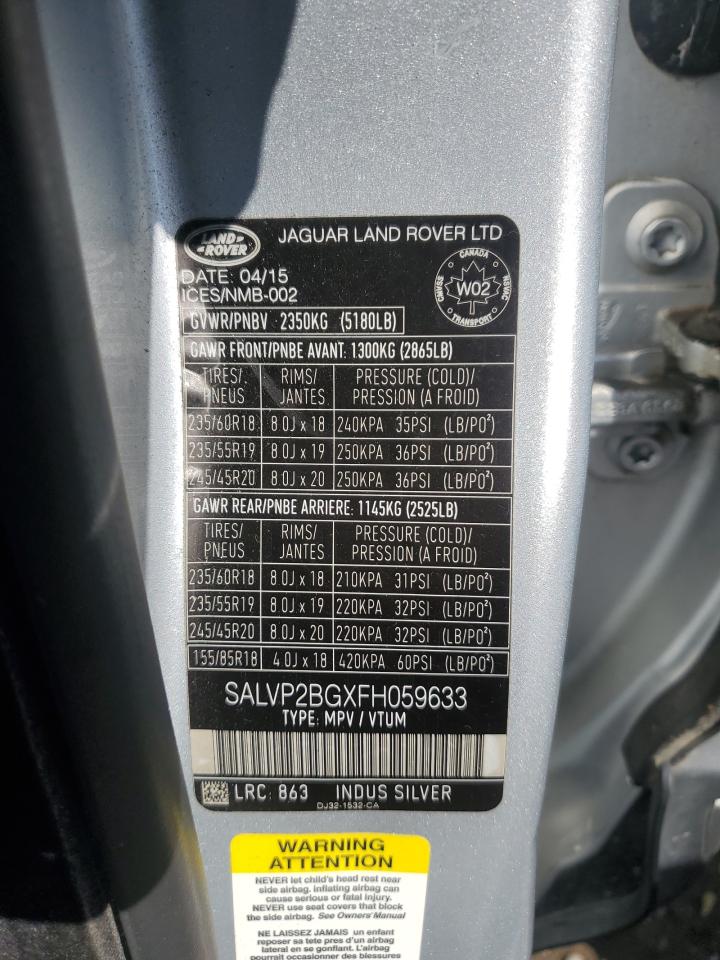 LAND ROVER
JAGUAR LAND ROVER LTD
DATE: 04/15
ICES/NMB-002
CANADA
CMVSS W02 NSVAC
TRANSPORT
GVWR/PNBV 2350KG (5180LB)
GAWR FRONT/PNBE AVANT: 1300KG (2865LB)
TIRES/ RIMS/ PRESSURE (COLD)/
PNEUS JANTES PRESSION (A FROID)
235/60R18 8.0J x 18 240KPA 35PSI (LB/PO²)
235/55R19 8.0J x 19 250KPA 36PSI (LB/PO²)
245/45R20 8.0J x 20 250KPA 36PSI (LB/PO²)
GAWR REAR/PNBE ARRIERE: 1145KG (2525LB)
TIRES/ RIMS/ PRESSURE (COLD)/
PNEUS JANTES PRESSION (A FROID)
235/60R18 8.0J x 18 210KPA 31PSI (LB/PO²)
235/55R19 8.0J x 19 220KPA 32PSI (LB/PO²)
245/45R20 8.0J x 20 220KPA 32PSI (LB/PO²)
155/85R18 4.0J x 18 420KPA 60PSI (LB/PO²)
SALVP2BGXFH059633
TYPE: MPV / VTUM
LRC: 863 INDUS SILVER
DJ32-1532-CA
WARNING
ATTENTION
NEVER let child's head rest near
side airbag. inflating airbag can
cause serious or fatal injury.
NEVER use seat covers that block
the side airbag. See Owners' Manual
NE LAISSEZ JAMAIS un enfant
reposer sa tete pres d'un airbag
lateral en l'actionnant l'airbag
pourrait occasionner des blessures